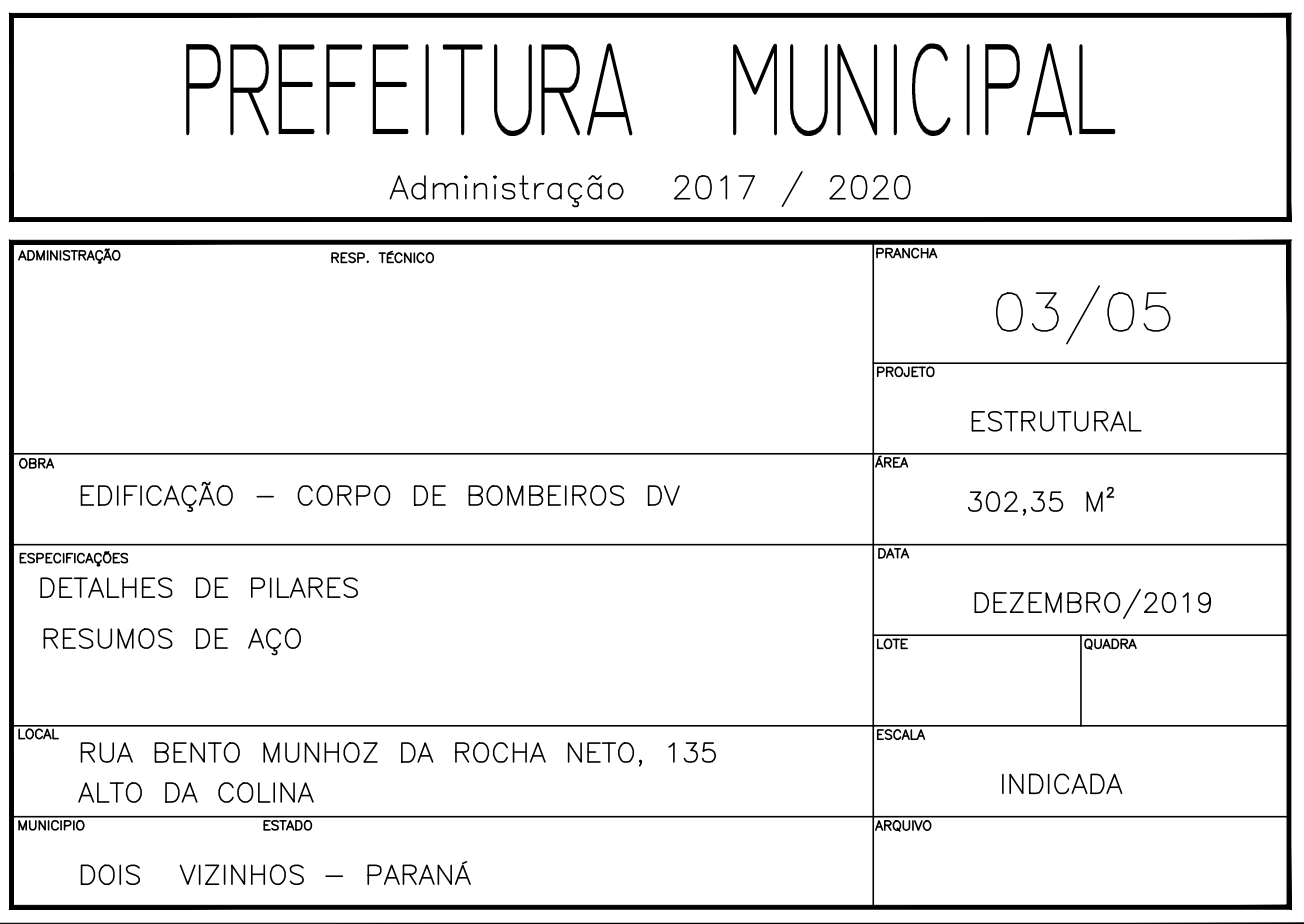 PREFEITURA MUNICIPAL
Administração 2017 / 2020
ADMINISTRAÇÃO RESP. TÉCNICO
PRANCHA
03/05
PROJETO
ESTRUTURAL
OBRA
EDIFICAÇÃO – CORPO DE BOMBEIROS DV
ÁREA
302,35 M²
ESPECIFICAÇÕES
DETALHES DE PILARES
RESUMOS DE AÇO
DATA
DEZEMBRO/2019
LOTE
QUADRA
LOCAL
RUA BENTO MUNHOZ DA ROCHA NETO, 135
ALTO DA COLINA
ESCALA
INDICADA
MUNICIPIO ESTADO
DOIS VIZINHOS – PARANÁ
ARQUIVO